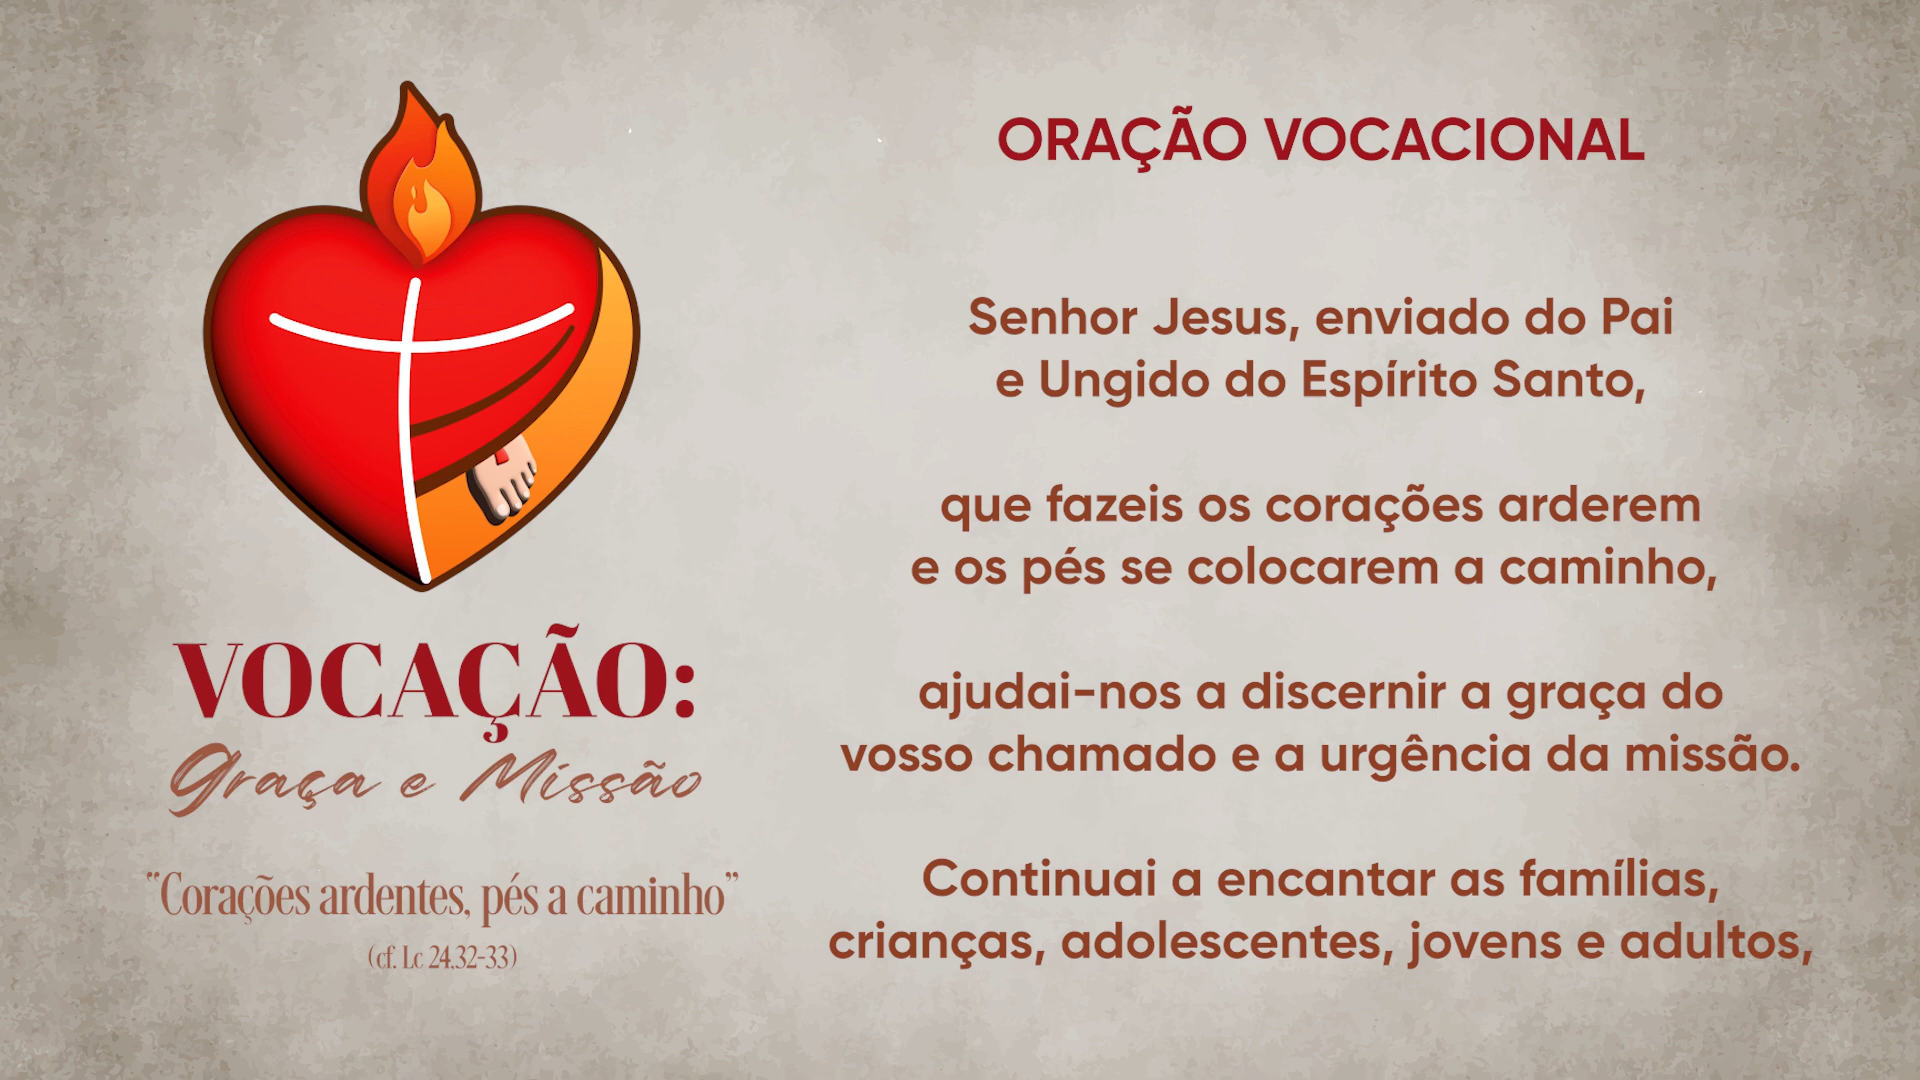 VOCAÇÃO:
Graça e Missão
“Corações ardentes, pés a caminho”
(cf. Lc 24,32-33)
ORAÇÃO VOCACIONAL
Senhor Jesus, enviado do Pai
e Ungido do Espírito Santo,
que fazeis os corações arderem
e os pés se colocarem a caminho,
ajudai-nos a discernir a graça do
vosso chamado e a urgência da missão.
Continuai a encantar as famílias,
crianças, adolescentes, jovens e adultos,